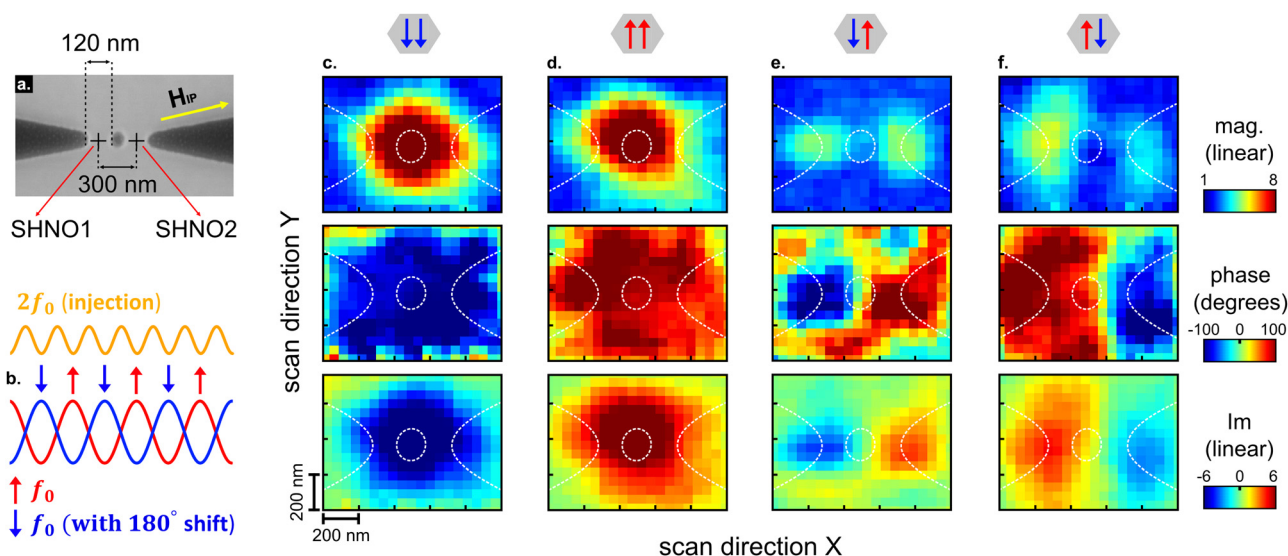 120 nm
a.
H_IP
300 nm
SHNO1
SHNO2
2f₀ (injection)
b.
f₀
f₀ (with 180° shift)
c.
d.
e.
f.
scan direction Y
mag.
(linear)
1
8
phase
(degrees)
-100
0
100
Im
(linear)
-6
0
6
200 nm
200 nm
scan direction X